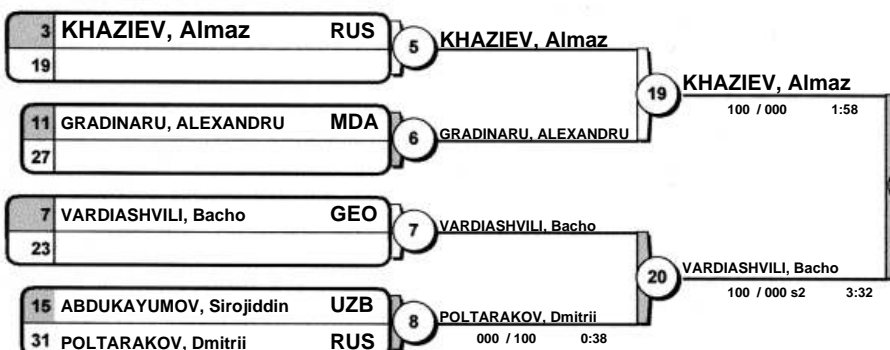 3 KHAZIEV, Almaz RUS
19
5
KHAZIEV, Almaz
11 GRADINARU, ALEXANDRU MDA
27
6
GRADINARU, ALEXANDRU
19
KHAZIEV, Almaz
100 / 000 1:58
7 VARDIASHVILI, Bacho GEO
23
7
VARDIASHVILI, Bacho
15 ABDUKAYUMOV, Sirojiddin UZB
31 POLTARAKOV, Dmitrii RUS
8
POLTARAKOV, Dmitrii
000 / 100 0:38
20
VARDIASHVILI, Bacho
100 / 000 s2 3:32